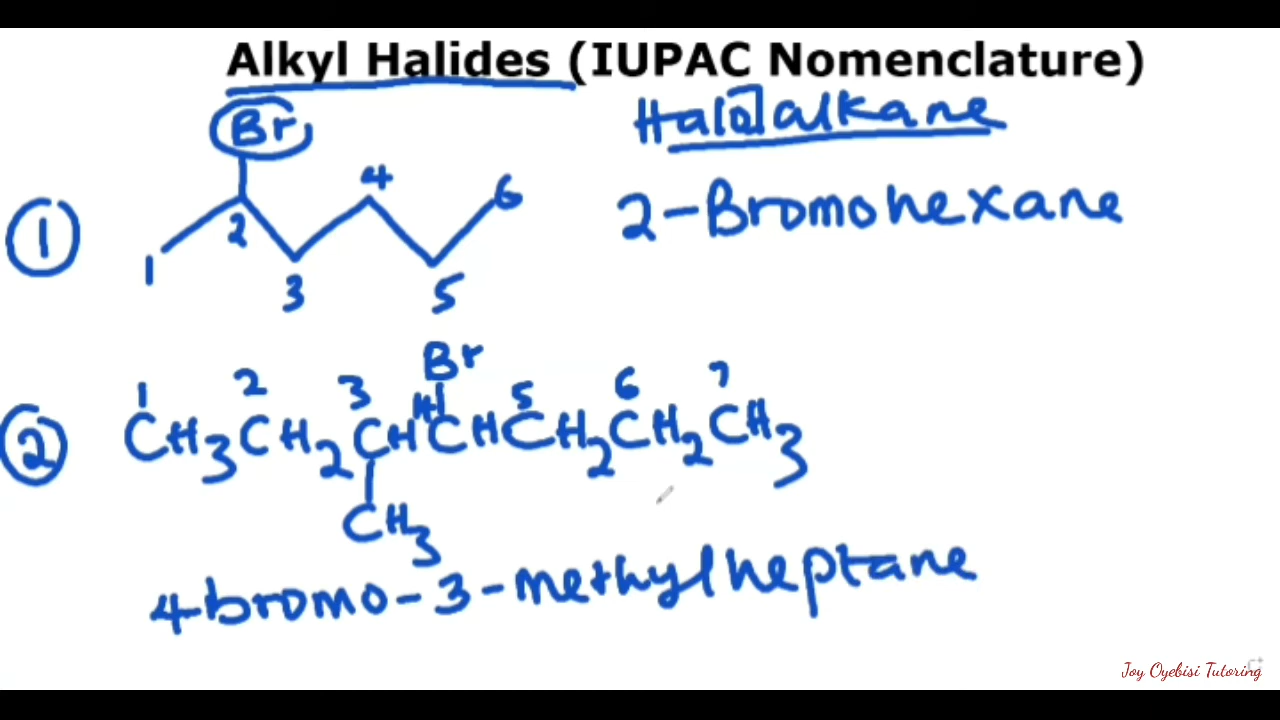 Alkyl Halides (IUPAC Nomenclature)
Br
Haloalkane
2-Bromohexane
1
1 2 3 4 5 6
Br
1 2 3 4 5 6 7
2
CH3CH2CHCHCH2CH2CH3
CH3
4-bromo-3-methylheptane
Joy Oyebisi Tutoring